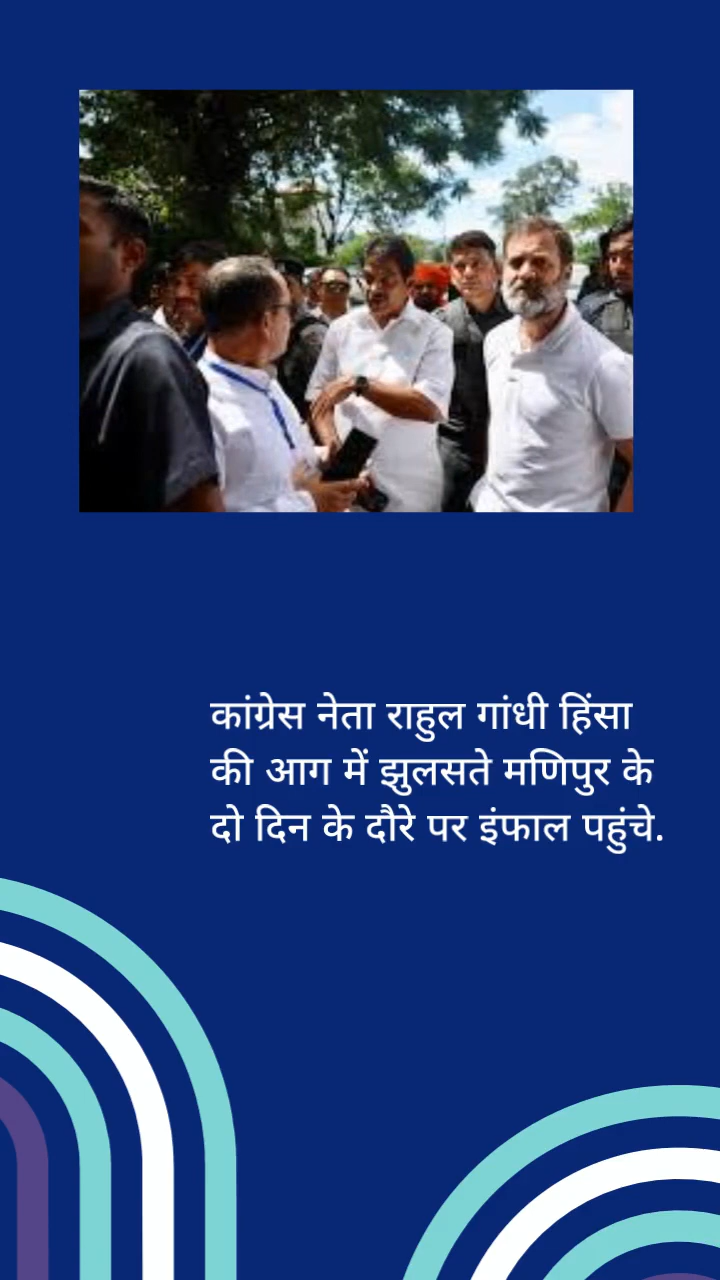 कांग्रेस नेता राहुल गांधी हिंसा
की आग में झुलसते मणिपुर के
दो दिन के दौरे पर इंफाल पहुंचे.